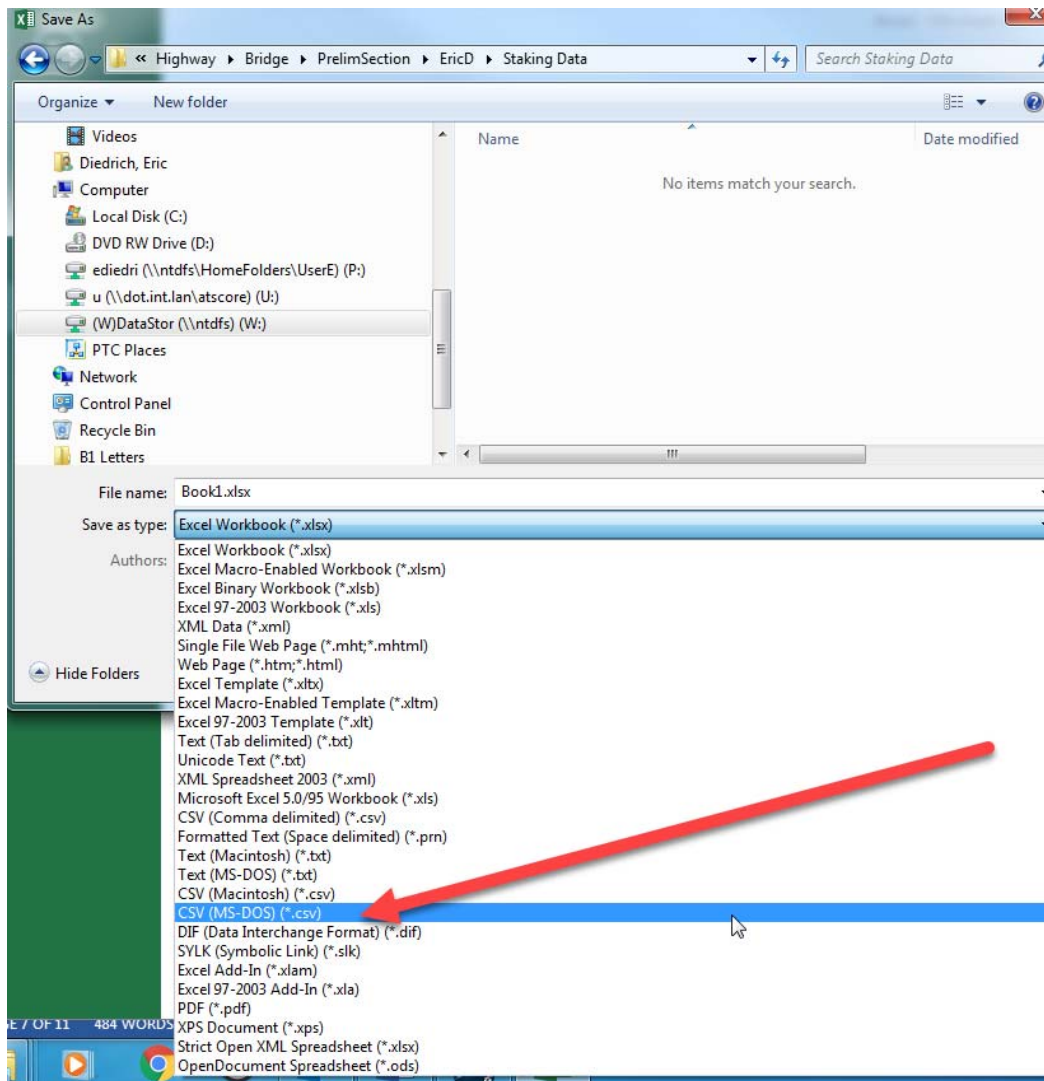 Save As
« Highway ▸ Bridge ▸ PrelimSection ▸ EricD ▸ Staking Data
Search Staking Data
Organize
New folder
Videos
Diedrich, Eric
Computer
Local Disk (C:)
DVD RW Drive (D:)
ediedri (\\ntdfs\HomeFolders\UserE) (P:)
u (\\dot.int.lan\atscore) (U:)
(W)DataStor (\\ntdfs) (W:)
PTC Places
Network
Control Panel
Recycle Bin
B1 Letters
Name
Date modified
No items match your search.
File name: Book1.xlsx
Save as type: Excel Workbook (*.xlsx)
Authors:
Hide Folders
Excel Workbook (*.xlsx)
Excel Macro-Enabled Workbook (*.xlsm)
Excel Binary Workbook (*.xlsb)
Excel 97-2003 Workbook (*.xls)
XML Data (*.xml)
Single File Web Page (*.mht;*.mhtml)
Web Page (*.htm;*.html)
Excel Template (*.xltx)
Excel Macro-Enabled Template (*.xltm)
Excel 97-2003 Template (*.xlt)
Text (Tab delimited) (*.txt)
Unicode Text (*.txt)
XML Spreadsheet 2003 (*.xml)
Microsoft Excel 5.0/95 Workbook (*.xls)
CSV (Comma delimited) (*.csv)
Formatted Text (Space delimited) (*.prn)
Text (Macintosh) (*.txt)
Text (MS-DOS) (*.txt)
CSV (Macintosh) (*.csv)
CSV (MS-DOS) (*.csv)
DIF (Data Interchange Format) (*.dif)
SYLK (Symbolic Link) (*.slk)
Excel Add-In (*.xlam)
Excel 97-2003 Add-In (*.xla)
PDF (*.pdf)
XPS Document (*.xps)
Strict Open XML Spreadsheet (*.xlsx)
OpenDocument Spreadsheet (*.ods)
7 OF 11 484 WORDS